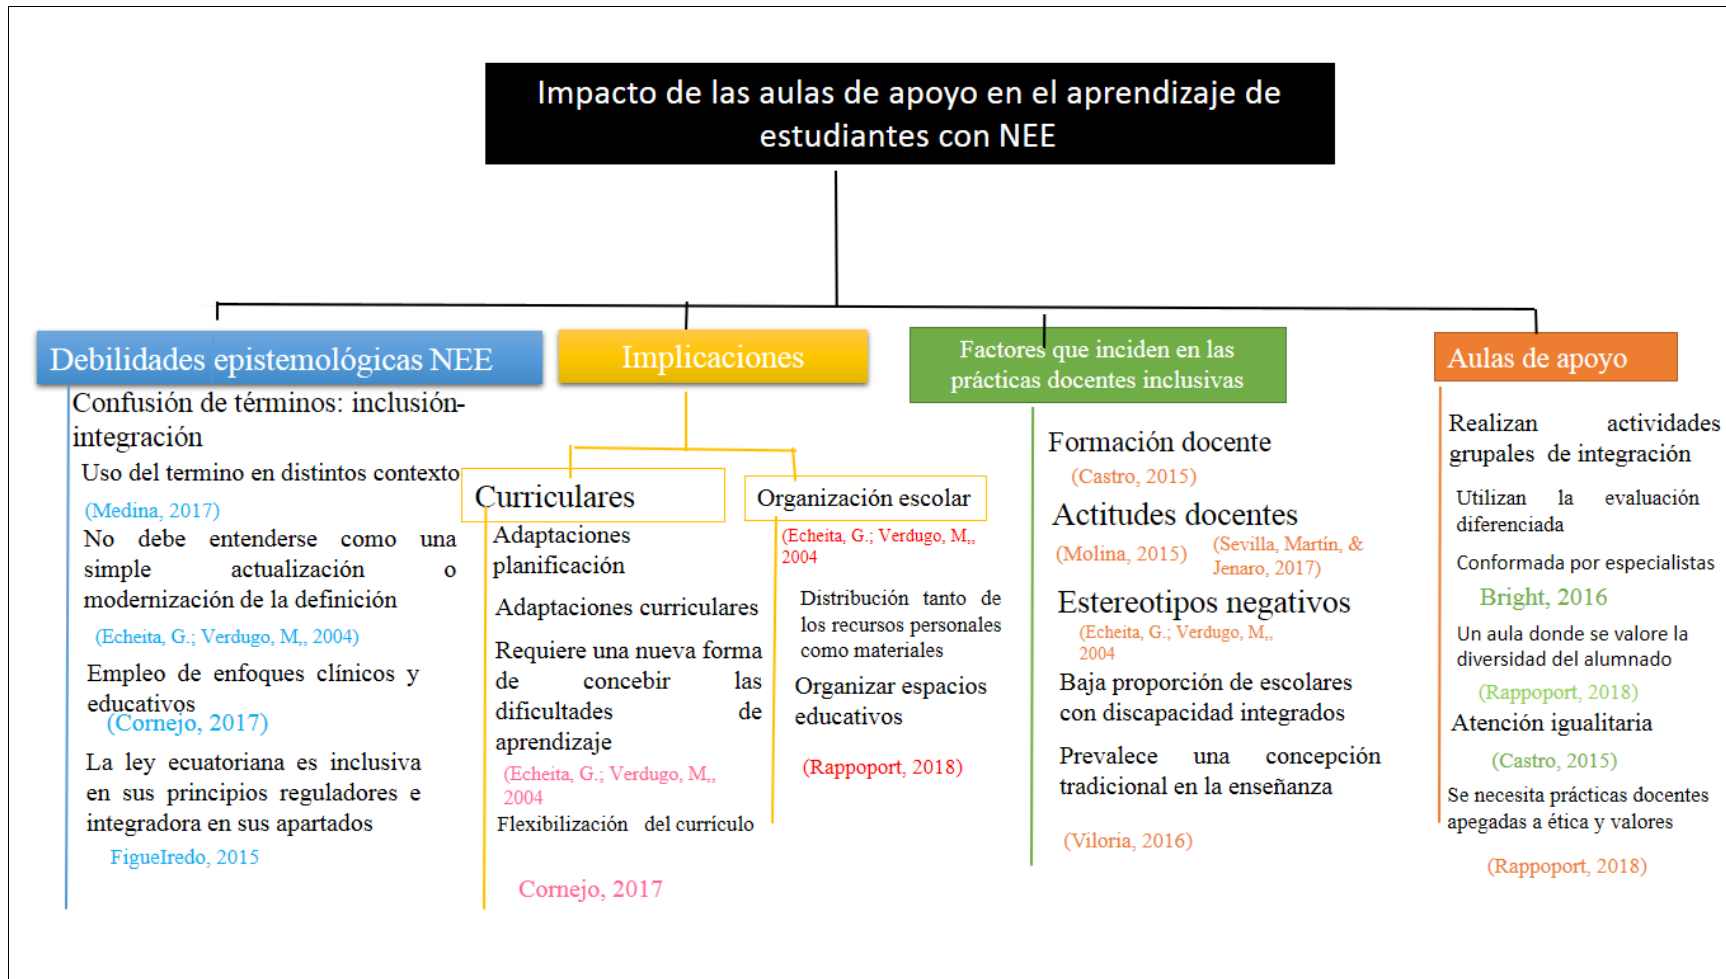 Impacto de las aulas de apoyo en el aprendizaje de
estudiantes con NEE
Debilidades epistemológicas NEE
Confusión de términos: inclusión-
integración
Uso del termino en distintos contexto
(Medina, 2017)
No debe entenderse como una
simple actualización o
modernización de la definición
(Echeita, G.; Verdugo, M,, 2004)
Empleo de enfoques clínicos y
educativos
(Cornejo, 2017)
La ley ecuatoriana es inclusiva
en sus principios reguladores e
integradora en sus apartados
FigueIredo, 2015
Implicaciones
Curriculares
Adaptaciones
planificación
Adaptaciones curriculares
Requiere una nueva forma
de concebir las
dificultades de
aprendizaje
(Echeita, G.; Verdugo, M,,
2004
Flexibilización del currículo
Cornejo, 2017
Organización escolar
(Echeita, G.; Verdugo, M,,
2004
Distribución tanto de
los recursos personales
como materiales
Organizar espacios
educativos
(Rappoport, 2018)
Factores que inciden en las
prácticas docentes inclusivas
Formación docente
(Castro, 2015)
Actitudes docentes
(Molina, 2015)
(Sevilla, Martín, &
Jenaro, 2017)
Estereotipos negativos
(Echeita, G.; Verdugo, M,,
2004
Baja proporción de escolares
con discapacidad integrados
Prevalece una concepción
tradicional en la enseñanza
(Viloria, 2016)
Aulas de apoyo
Realizan actividades
grupales de integración
Utilizan la evaluación
diferenciada
Conformada por especialistas
Bright, 2016
Un aula donde se valore la
diversidad del alumnado
(Rappoport, 2018)
Atención igualitaria
(Castro, 2015)
Se necesita prácticas docentes
apegadas a ética y valores
(Rappoport, 2018)